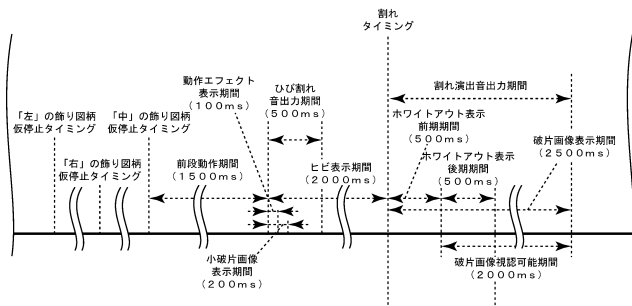 割れ
タイミング
動作エフェクト
表示期間
(100ms)
ひび割れ
音出力期間
(500ms)
割れ演出音出力期間
「左」の飾り図柄
仮停止タイミング
「中」の飾り図柄
仮停止タイミング
ホワイトアウト表示
前期期間
(500ms)
破片画像表示期間
(2500ms)
「右」の飾り図柄
仮停止タイミング
前段動作期間
(1500ms)
ヒビ表示期間
(2000ms)
ホワイトアウト表示
後期期間
(500ms)
小破片画像
表示期間
(200ms)
破片画像視認可能期間
(2000ms)